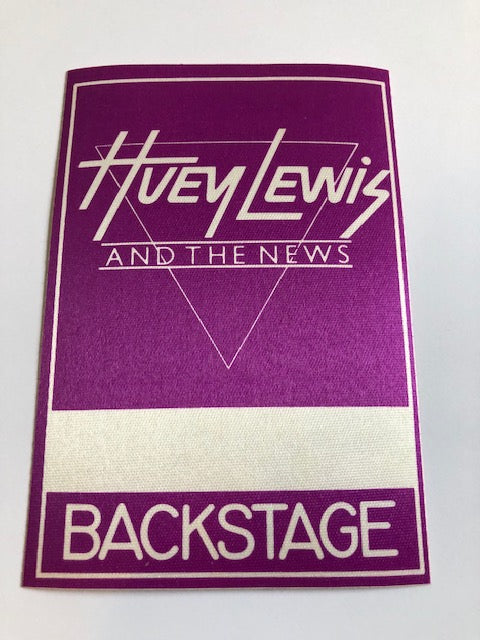 HUEY LEWIS
AND THE NEWS
BACKSTAGE